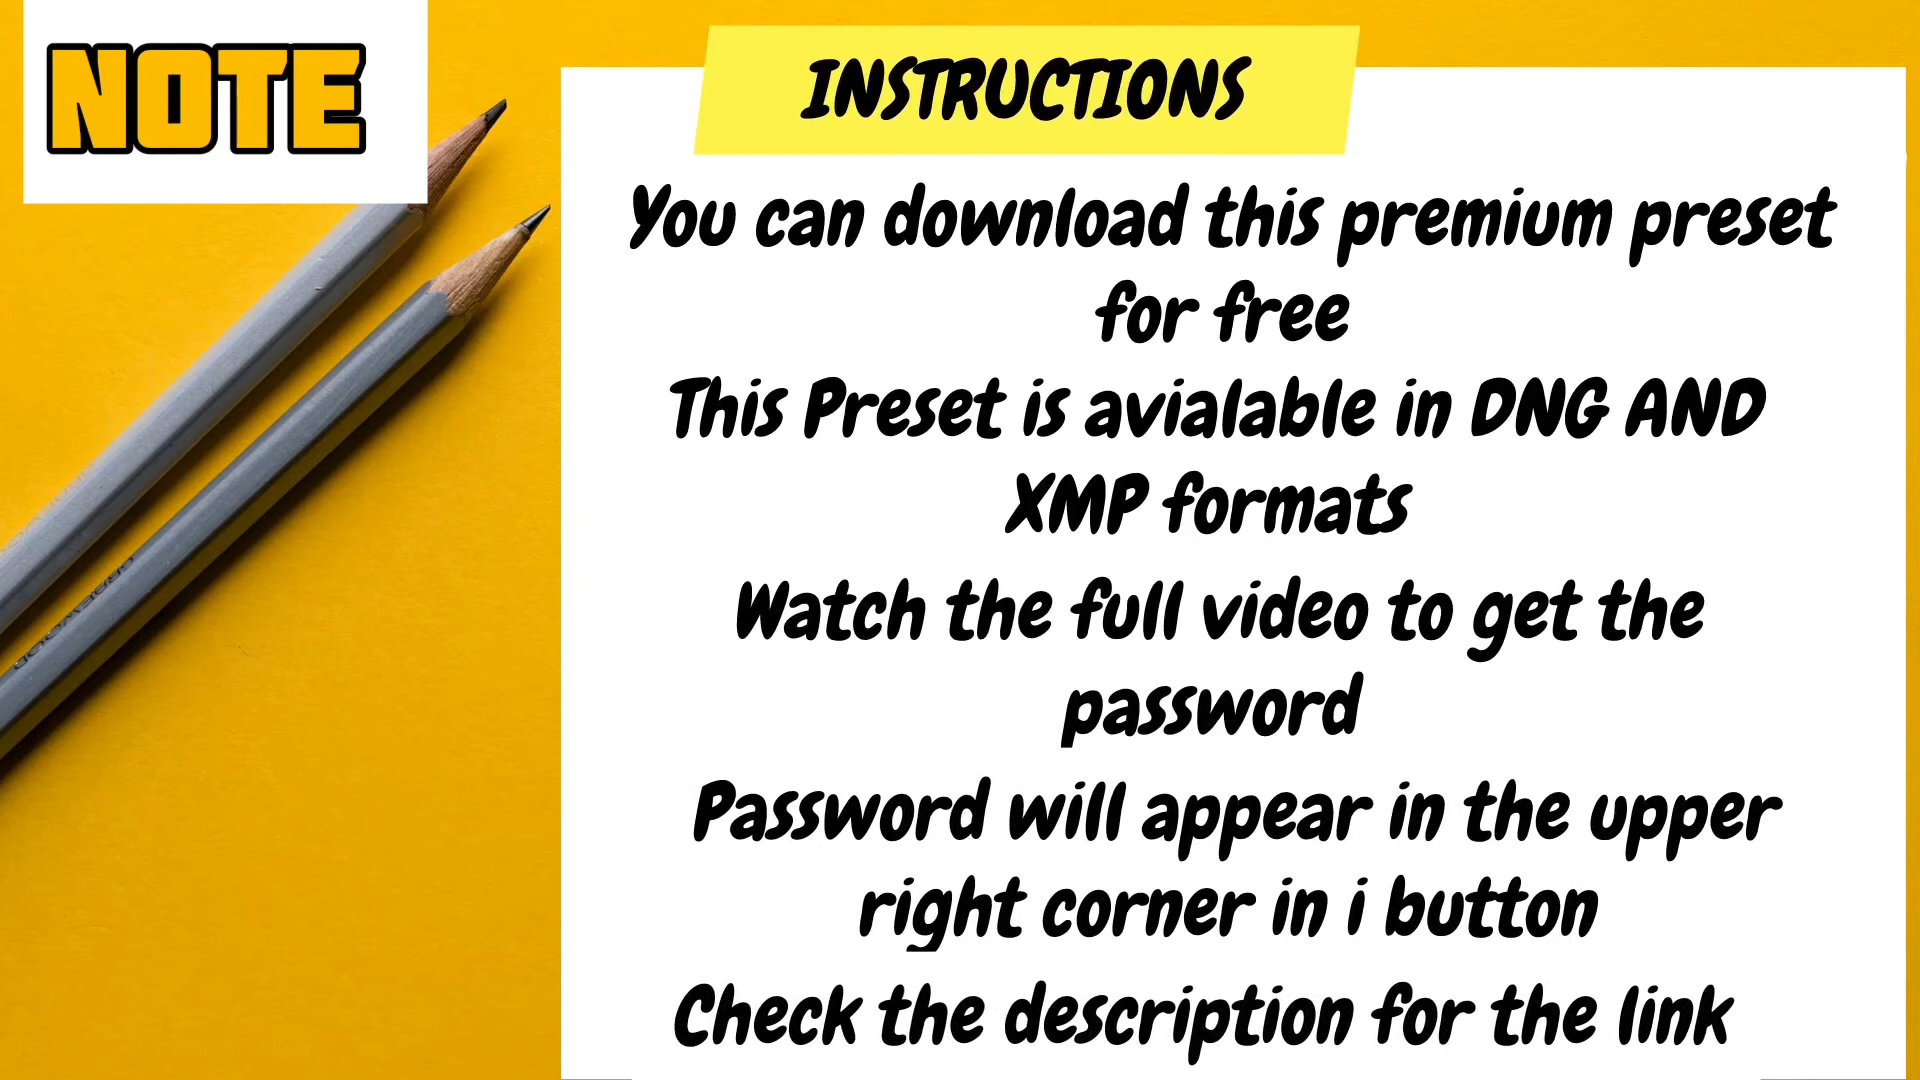 NOTE
INSTRUCTIONS
You can download this premium preset
for free
This Preset is avialable in DNG AND
XMP formats
Watch the full video to get the
password
Password will appear in the upper
right corner in i button
Check the description for the link